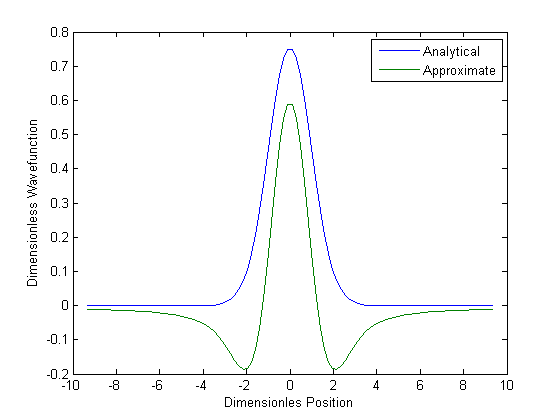 Analytical
Approximate
Dimensionless Wavefunction
0.8
0.7
0.6
0.5
0.4
0.3
0.2
0.1
0
-0.1
-0.2
-10 -8 -6 -4 -2 0 2 4 6 8 10
Dimensionles Position